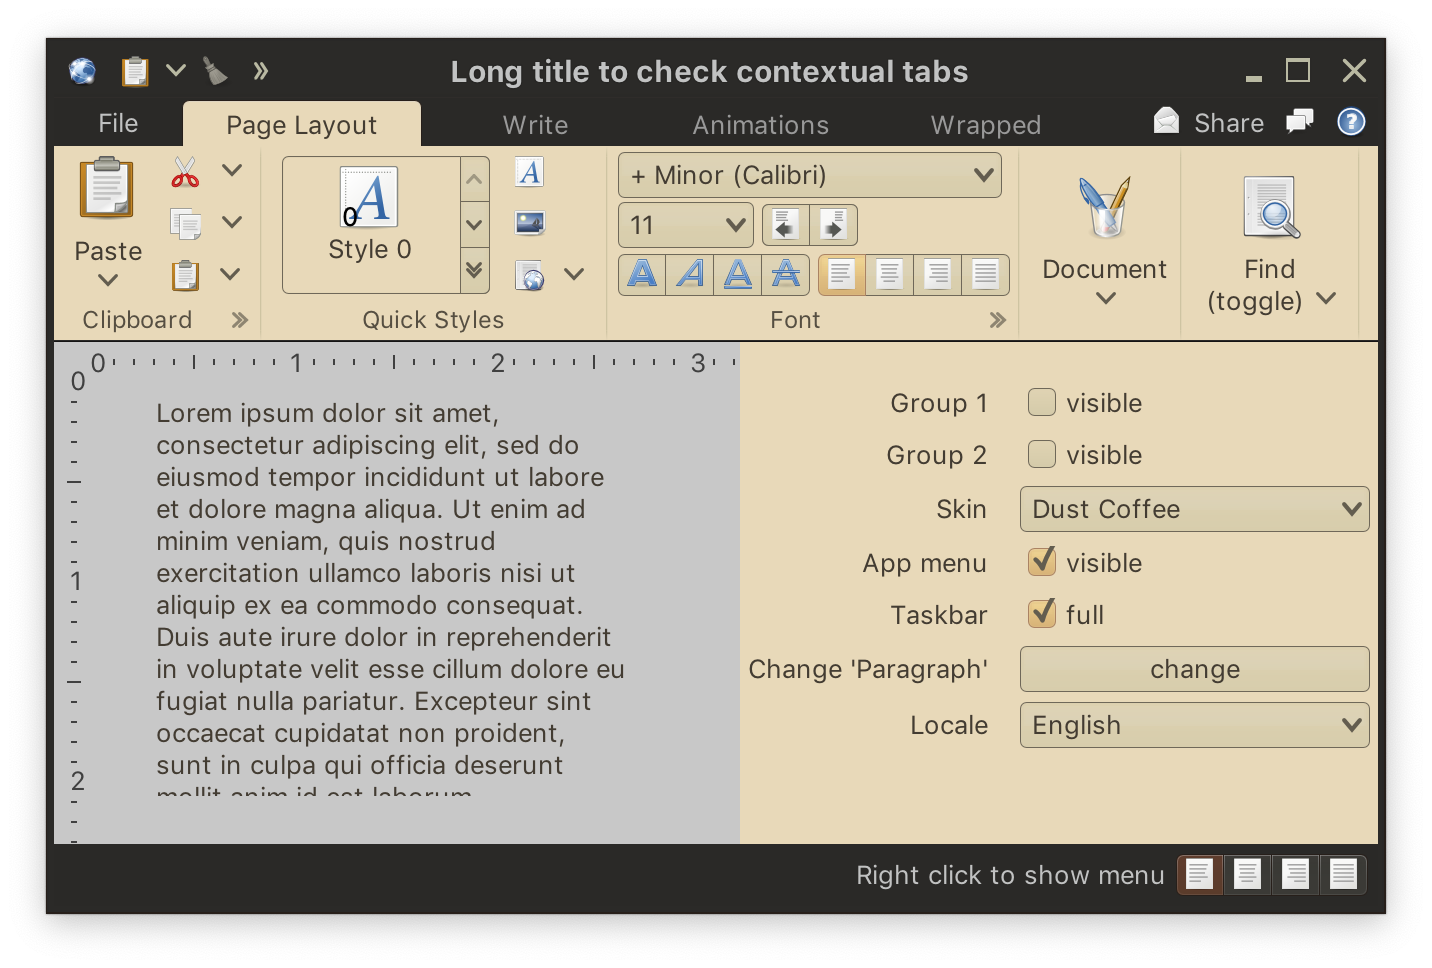 Long title to check contextual tabs
File
Page Layout
Write
Animations
Wrapped
Share
Paste
Clipboard
0
Style 0
Quick Styles
+ Minor (Calibri)
11
Font
Document
Find
(toggle)
0 1 2 3
0
1
2
Lorem ipsum dolor sit amet,
consectetur adipiscing elit, sed do
eiusmod tempor incididunt ut labore
et dolore magna aliqua. Ut enim ad
minim veniam, quis nostrud
exercitation ullamco laboris nisi ut
aliquip ex ea commodo consequat.
Duis aute irure dolor in reprehenderit
in voluptate velit esse cillum dolore eu
fugiat nulla pariatur. Excepteur sint
occaecat cupidatat non proident,
sunt in culpa qui officia deserunt
mollit anim id est laborum
Group 1 visible
Group 2 visible
Skin Dust Coffee
App menu visible
Taskbar full
Change 'Paragraph' change
Locale English
Right click to show menu